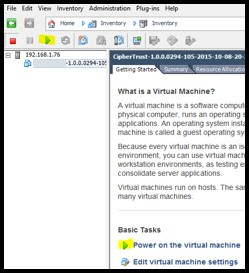 File Edit View Inventory Administration Plug-ins Help
Home Inventory Inventory
192.168.1.76
-1.0.0.0294-105
CipherTrust-1.0.0.0294-105-2015-10-08-20-
Getting Started Summary Resource Allocatio
What is a Virtual Machine?
A virtual machine is a software comput
physical computer, runs an operating s
applications. An operating system insta
machine is called a guest operating sy
Because every virtual machine is an iso
environment, you can use virtual mach
workstation environments, as testing e
consolidate server applications.
Virtual machines run on hosts. The sa
many virtual machines.
Basic Tasks
Power on the virtual machine
Edit virtual machine settings